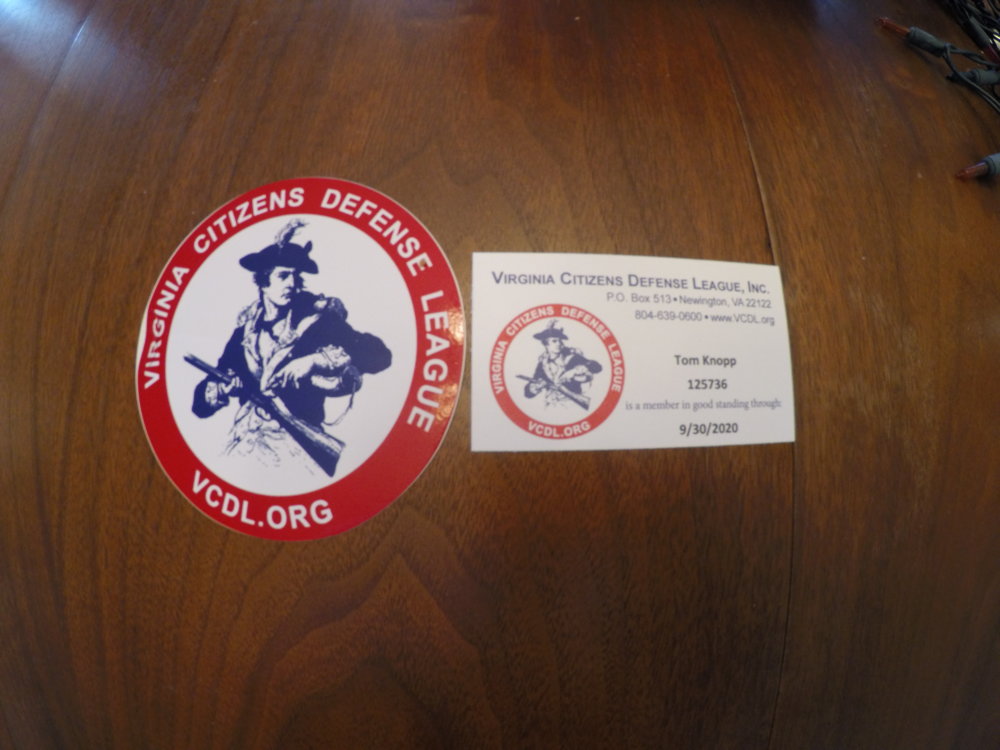 VIRGINIA CITIZENS DEFENSE LEAGUE
VCDL.ORG
VIRGINIA CITIZENS DEFENSE LEAGUE, INC.
P.O. Box 513 • Newington, VA 22122
804-639-0600 • www.VCDL.org
VIRGINIA CITIZENS DEFENSE LEAGUE
VCDL.ORG
Tom Knopp
125736
is a member in good standing through:
9/30/2020